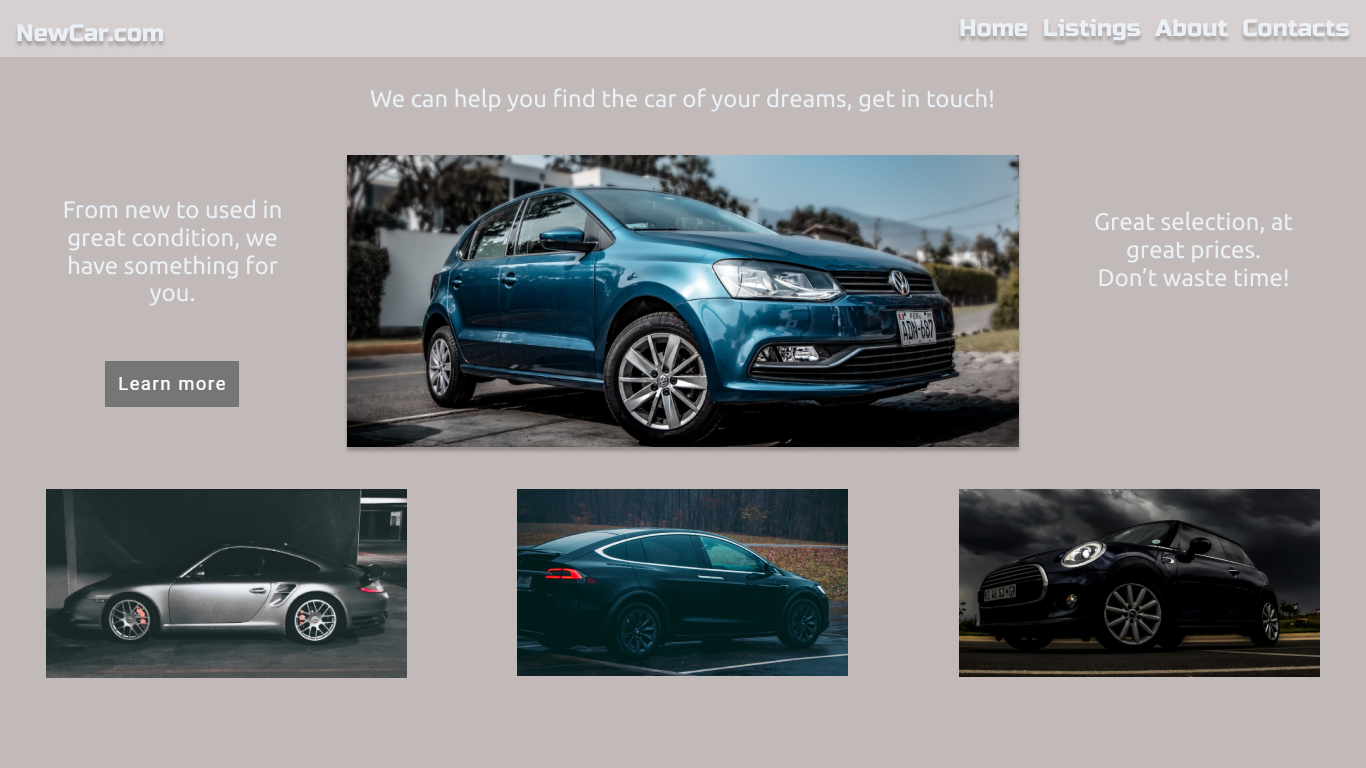 NewCar.com
Home Listings About Contacts
We can help you find the car of your dreams, get in touch!
From new to used in
great condition, we
have something for
you.
Great selection, at
great prices.
Don’t waste time!
PERU
ADN-687
Learn more